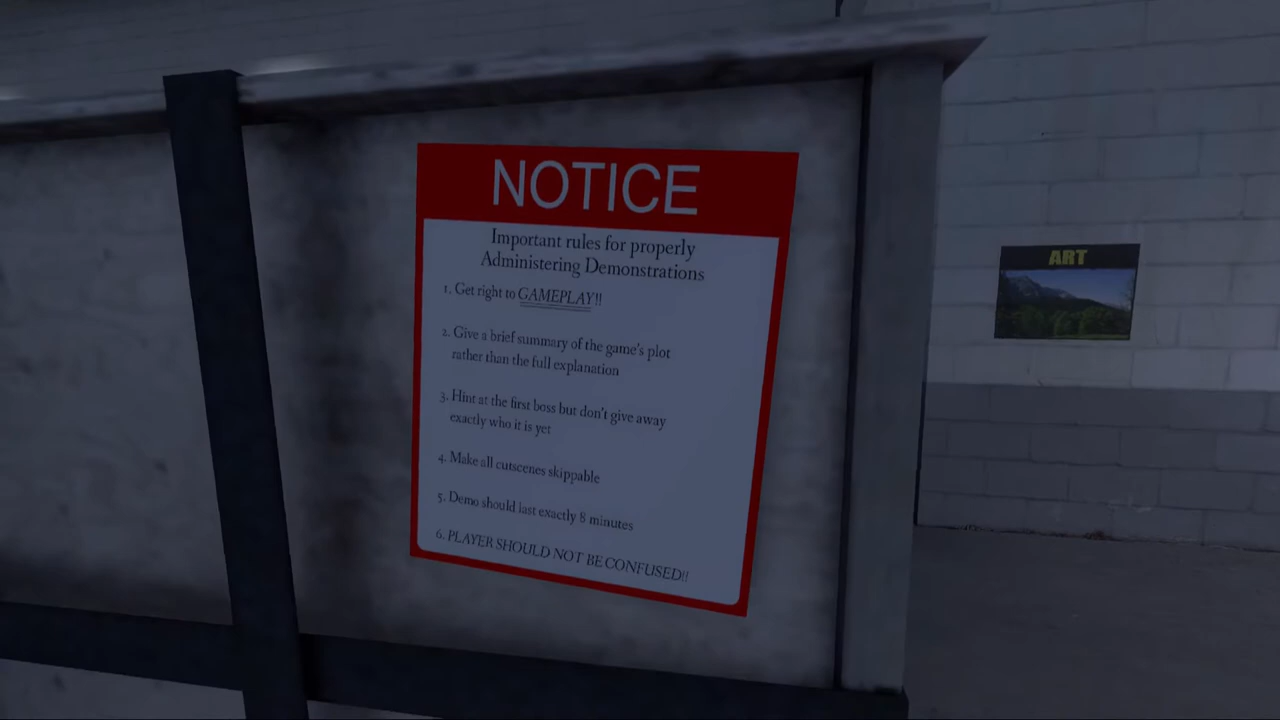 NOTICE
Important rules for properly
Administering Demonstrations
1. Get right to GAMEPLAY!!
2. Give a brief summary of the game's plot
rather than the full explanation
3. Hint at the first boss but don't give away
exactly who it is yet
4. Make all cutscenes skippable
5. Demo should last exactly 8 minutes
6. PLAYER SHOULD NOT BE CONFUSED!!
ART